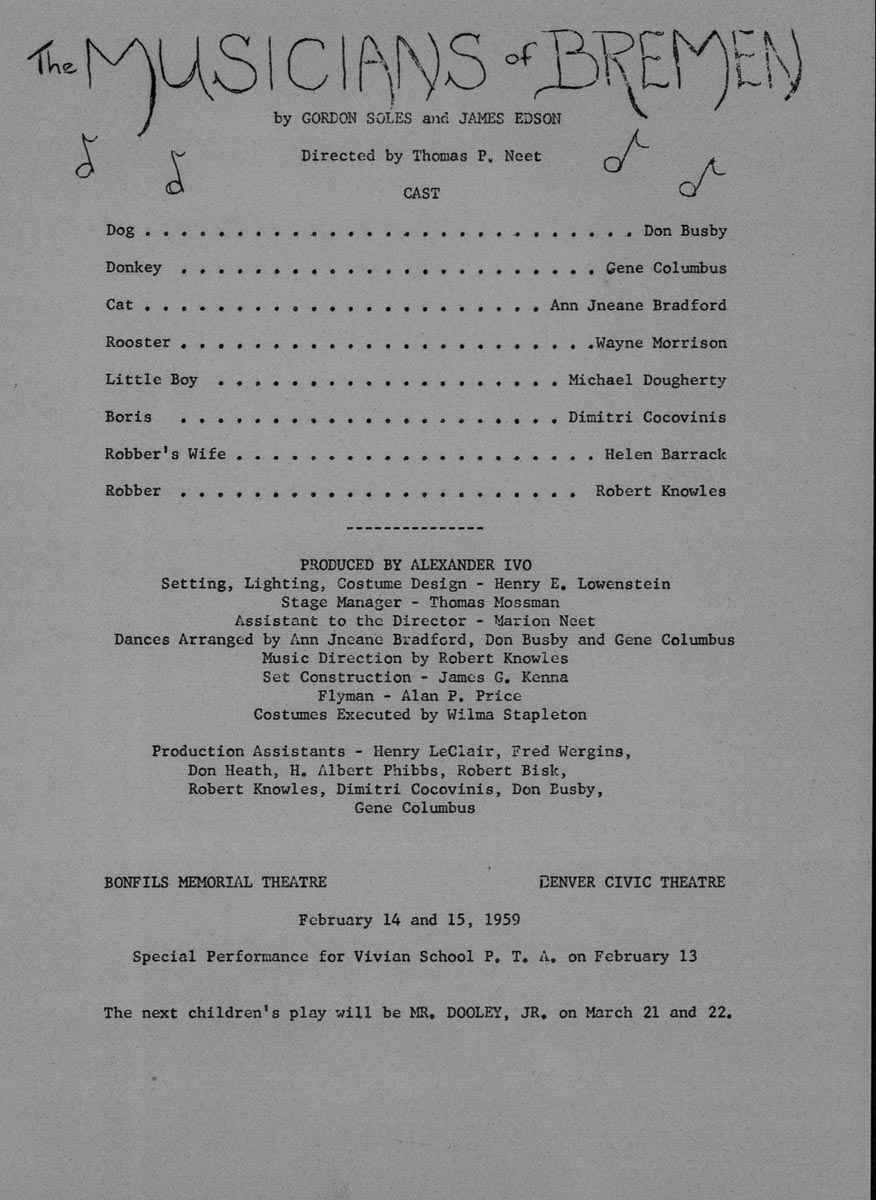 The MUSICIANS of BREMEN
by GORDON SOLES and JAMES EDSON
Directed by Thomas P. Neet
CAST
Dog . . . . . . . . . . . . . . . . . . . . . . . . . . . Don Busby
Donkey . . . . . . . . . . . . . . . . . . . . . . . Gene Columbus
Cat . . . . . . . . . . . . . . . . . . . . . . Ann Jneane Bradford
Rooster . . . . . . . . . . . . . . . . . . . . . . .Wayne Morrison
Little Boy . . . . . . . . . . . . . . . . . . . Michael Dougherty
Boris . . . . . . . . . . . . . . . . . . . . . Dimitri Cocovinis
Robber's Wife . . . . . . . . . . . . . . . . . . . . Helen Barrack
Robber . . . . . . . . . . . . . . . . . . . . . . Robert Knowles
---------------
PRODUCED BY ALEXANDER IVO
Setting, Lighting, Costume Design - Henry E. Lowenstein
Stage Manager - Thomas Mossman
Assistant to the Director - Marion Neet
Dances Arranged by Ann Jneane Bradford, Don Busby and Gene Columbus
Music Direction by Robert Knowles
Set Construction - James G. Kenna
Flyman - Alan P. Price
Costumes Executed by Wilma Stapleton
Production Assistants - Henry LeClair, Fred Wergins,
Don Heath, H. Albert Phibbs, Robert Bisk,
Robert Knowles, Dimitri Cocovinis, Don Busby,
Gene Columbus
BONFILS MEMORIAL THEATRE DENVER CIVIC THEATRE
February 14 and 15, 1959
Special Performance for Vivian School P. T. A. on February 13
The next children's play will be MR. DOOLEY, JR. on March 21 and 22.